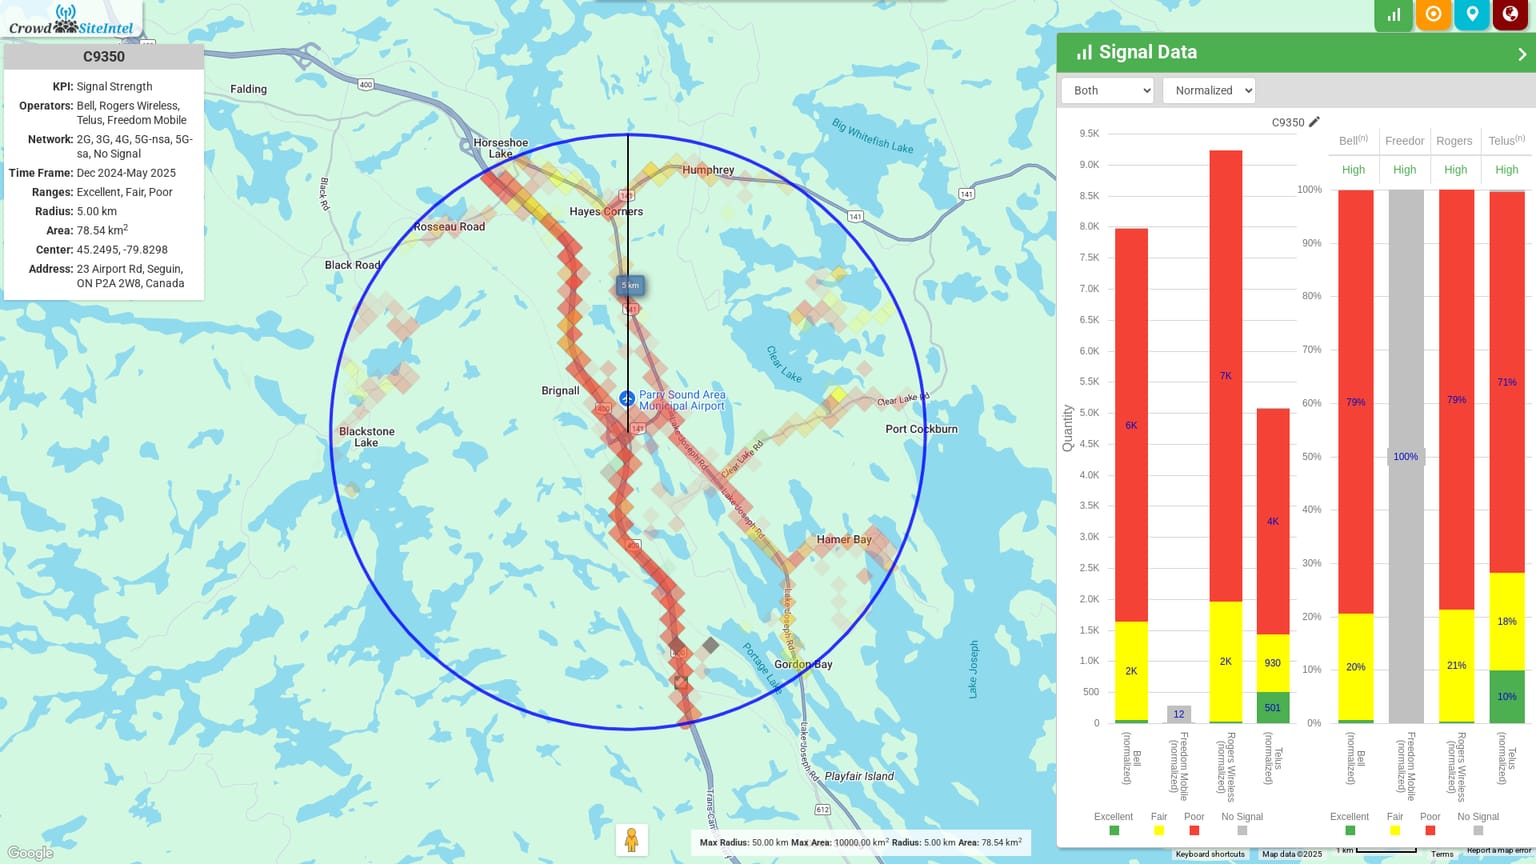 CrowdSiteIntel
C9350
KPI: Signal Strength
Operators: Bell, Rogers Wireless,
Telus, Freedom Mobile
Network: 2G, 3G, 4G, 5G-nsa, 5G-
sa, No Signal
Time Frame: Dec 2024-May 2025
Ranges: Excellent, Fair, Poor
Radius: 5.00 km
Area: 78.54 km²
Center: 45.2495, -79.8298
Address: 23 Airport Rd, Seguin,
ON P2A 2W8, Canada
Falding
400
Horseshoe
Lake
Big Whitefish Lake
Humphrey
141
141
141
Black Rd
Hayes Corners
Rosseau Road
Black Road
5 km
141
Clear Lake
Brignall
Parry Sound Area
Municipal Airport
400
141
Clear Lake Rd
Port Cockburn
Blackstone
Lake
Lake Joseph Rd
Clear Lake Rd
Lake Joseph Rd
400
Hamer Bay
Lake Joseph Rd
Portage Lake
Gordon Bay
Lake Joseph
Lake Joseph Rd
Playfair Island
612
Google
Max Radius: 50.00 km Max Area: 10000.00 km² Radius: 5.00 km Area: 78.54 km²
Signal Data
Both
Normalized
C9350
Quantity
9.5K
9.0K
8.5K
8.0K
7.5K
7.0K
6.5K
6.0K
5.5K
5.0K
4.5K
4.0K
3.5K
3.0K
2.5K
2.0K
1.5K
1.0K
500
0
6K
2K
12
7K
2K
4K
930
501
Bell
(normalized)
Freedom Mobile
(normalized)
Rogers Wireless
(normalized)
Telus
(normalized)
Excellent Fair Poor No Signal
Bell(n) Freedor Rogers Telus(n)
High High High High
100%
90%
80%
70%
60%
50%
40%
30%
20%
10%
0%
79%
20%
100%
79%
21%
71%
18%
10%
Bell
(normalized)
Freedom Mobile
(normalized)
Rogers Wireless
(normalized)
Telus
(normalized)
Excellent Fair Poor No Signal
Keyboard shortcuts Map data ©2025 1 km Terms Report a map error